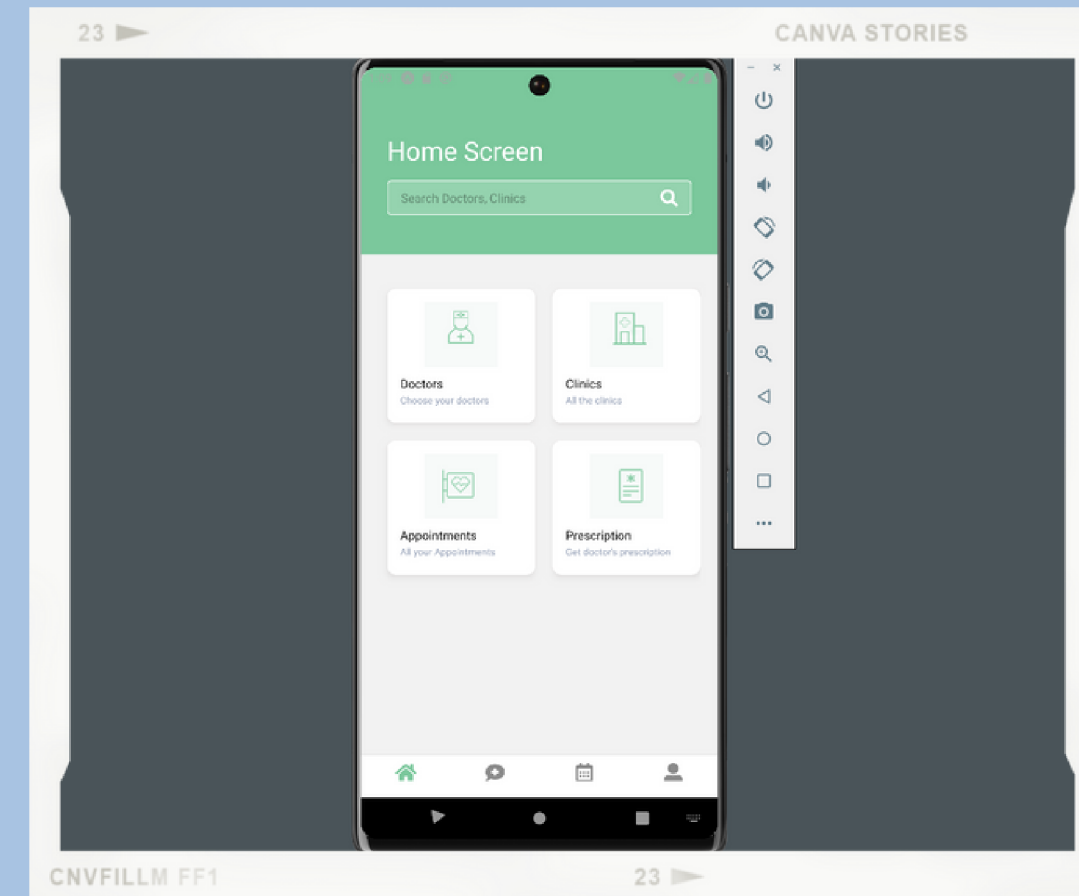 23
CANVA STORIES
Home Screen
Search Doctors, Clinics
Doctors
Choose your doctors
Clinics
All the clinics
Appointments
All your Appointments
Prescription
Get doctor's prescription
CNVFILLM FF1
23